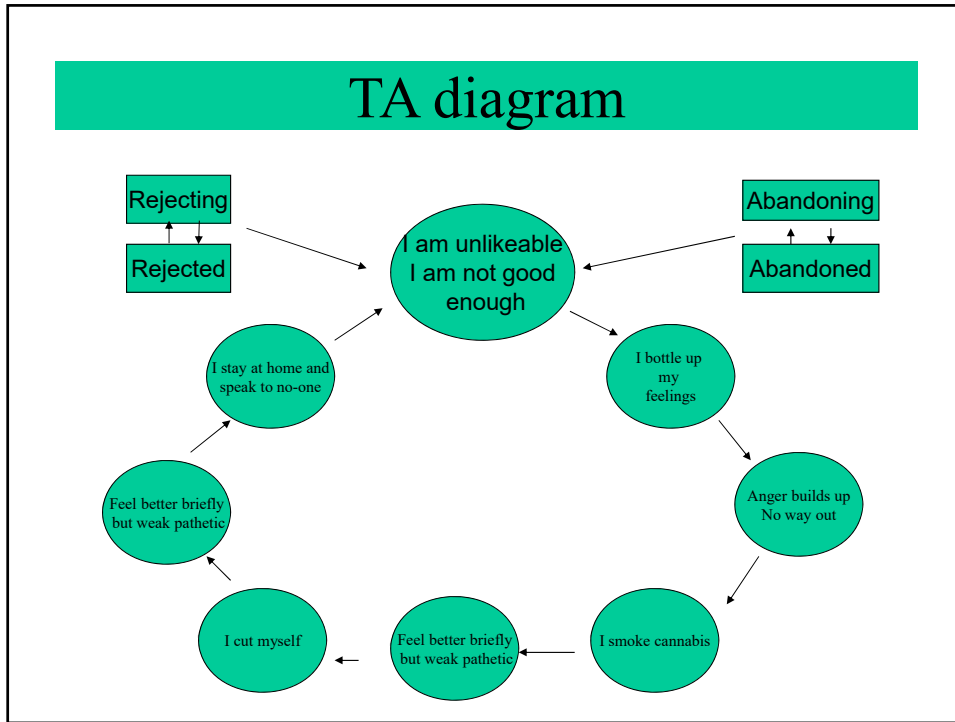 TA diagram
Rejecting
Rejected
I am unlikeable
I am not good
enough
Abandoning
Abandoned
I bottle up
my
feelings
Anger builds up
No way out
I smoke cannabis
Feel better briefly
but weak pathetic
I cut myself
Feel better briefly
but weak pathetic
I stay at home and
speak to no-one